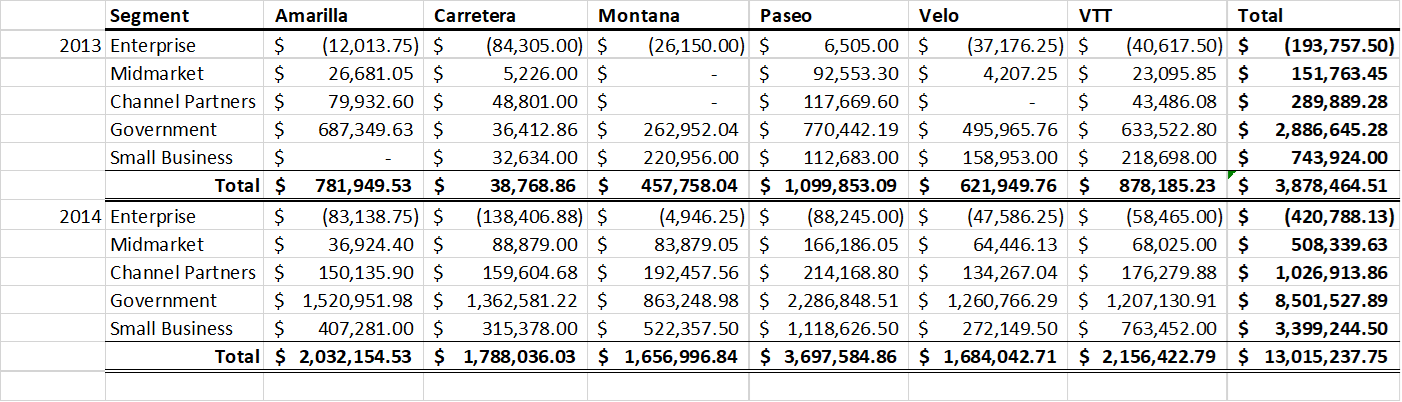 Segment Amarilla Carretera Montana Paseo Velo VTT Total
2013 Enterprise $ (12,013.75) $ (84,305.00) $ (26,150.00) $ 6,505.00 $ (37,176.25) $ (40,617.50) $ (193,757.50)
Midmarket $ 26,681.05 $ 5,226.00 $ - $ 92,553.30 $ 4,207.25 $ 23,095.85 $ 151,763.45
Channel Partners $ 79,932.60 $ 48,801.00 $ - $ 117,669.60 $ - $ 43,486.08 $ 289,889.28
Government $ 687,349.63 $ 36,412.86 $ 262,952.04 $ 770,442.19 $ 495,965.76 $ 633,522.80 $ 2,886,645.28
Small Business $ - $ 32,634.00 $ 220,956.00 $ 112,683.00 $ 158,953.00 $ 218,698.00 $ 743,924.00
Total $ 781,949.53 $ 38,768.86 $ 457,758.04 $ 1,099,853.09 $ 621,949.76 $ 878,185.23 $ 3,878,464.51
2014 Enterprise $ (83,138.75) $ (138,406.88) $ (4,946.25) $ (88,245.00) $ (47,586.25) $ (58,465.00) $ (420,788.13)
Midmarket $ 36,924.40 $ 88,879.00 $ 83,879.05 $ 166,186.05 $ 64,446.13 $ 68,025.00 $ 508,339.63
Channel Partners $ 150,135.90 $ 159,604.68 $ 192,457.56 $ 214,168.80 $ 134,267.04 $ 176,279.88 $ 1,026,913.86
Government $ 1,520,951.98 $ 1,362,581.22 $ 863,248.98 $ 2,286,848.51 $ 1,260,766.29 $ 1,207,130.91 $ 8,501,527.89
Small Business $ 407,281.00 $ 315,378.00 $ 522,357.50 $ 1,118,626.50 $ 272,149.50 $ 763,452.00 $ 3,399,244.50
Total $ 2,032,154.53 $ 1,788,036.03 $ 1,656,996.84 $ 3,697,584.86 $ 1,684,042.71 $ 2,156,422.79 $ 13,015,237.75